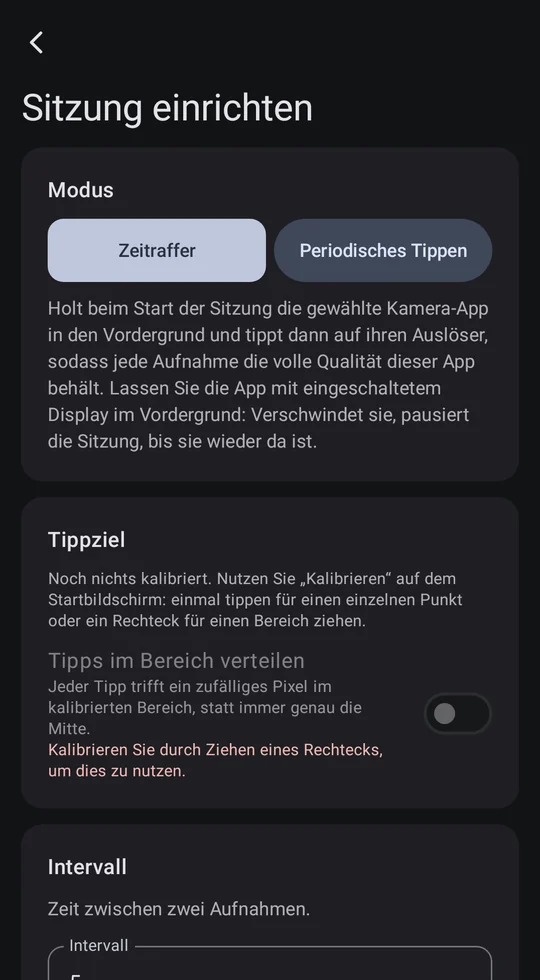 Sitzung einrichten
Modus
Zeitraffer
Periodisches Tippen
Holt beim Start der Sitzung die gewählte Kamera-App
in den Vordergrund und tippt dann auf ihren Auslöser,
sodass jede Aufnahme die volle Qualität dieser App
behält. Lassen Sie die App mit eingeschaltetem
Display im Vordergrund: Verschwindet sie, pausiert
die Sitzung, bis sie wieder da ist.
Tippziel
Noch nichts kalibriert. Nutzen Sie „Kalibrieren“ auf dem
Startbildschirm: einmal tippen für einen einzelnen Punkt
oder ein Rechteck für einen Bereich ziehen.
Tipps im Bereich verteilen
Jeder Tipp trifft ein zufälliges Pixel im
kalibrierten Bereich, statt immer genau die
Mitte.
Kalibrieren Sie durch Ziehen eines Rechtecks,
um dies zu nutzen.
Intervall
Zeit zwischen zwei Aufnahmen.
Intervall